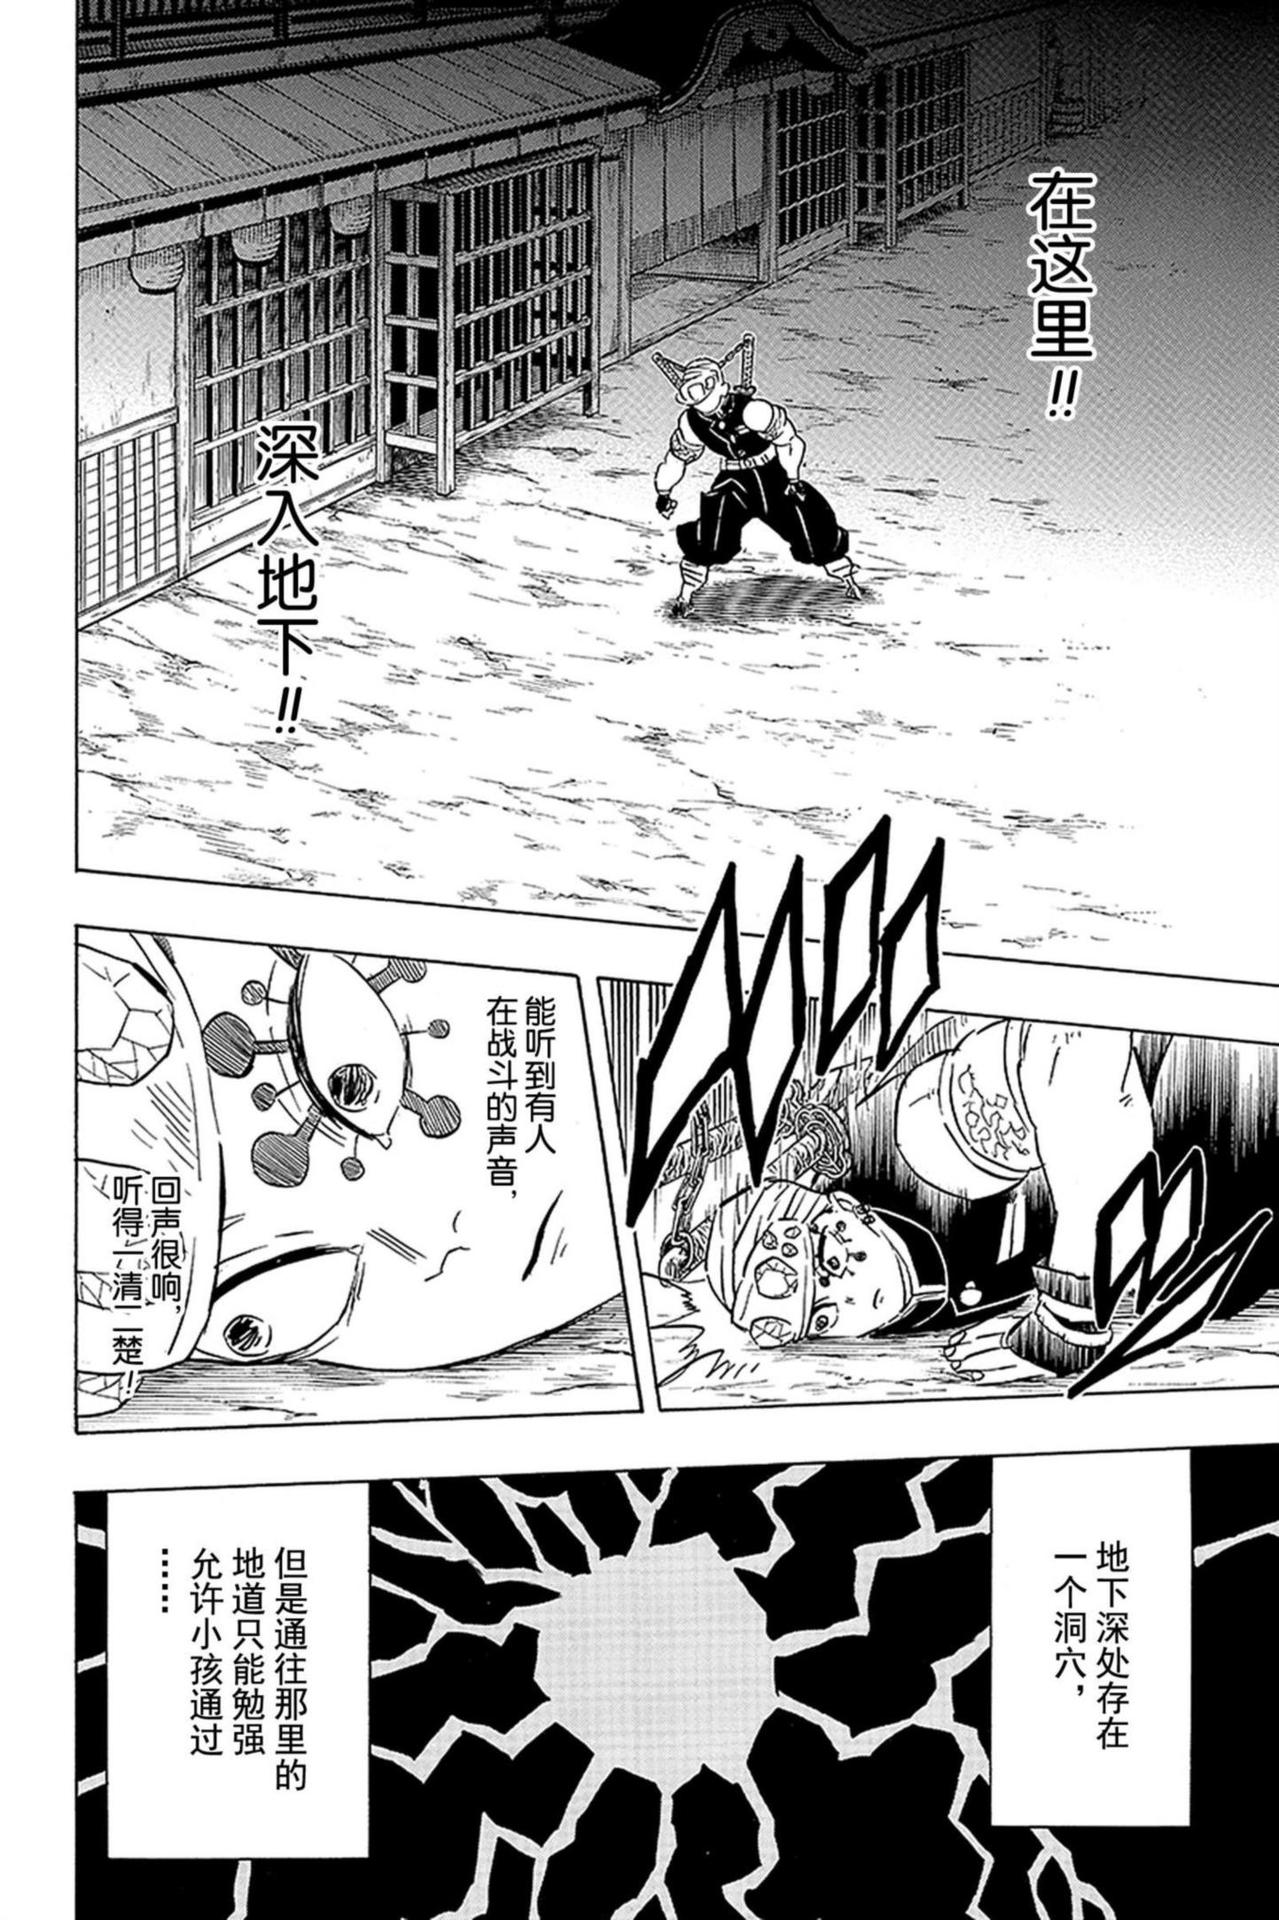 在这里!!
深入地下!!
能听到有人
在战斗的声音,
回声很响,
听得一清二楚!
地下深处存在
一个洞穴,
但是通往那里的
地道只能勉强
允许小孩通过
……